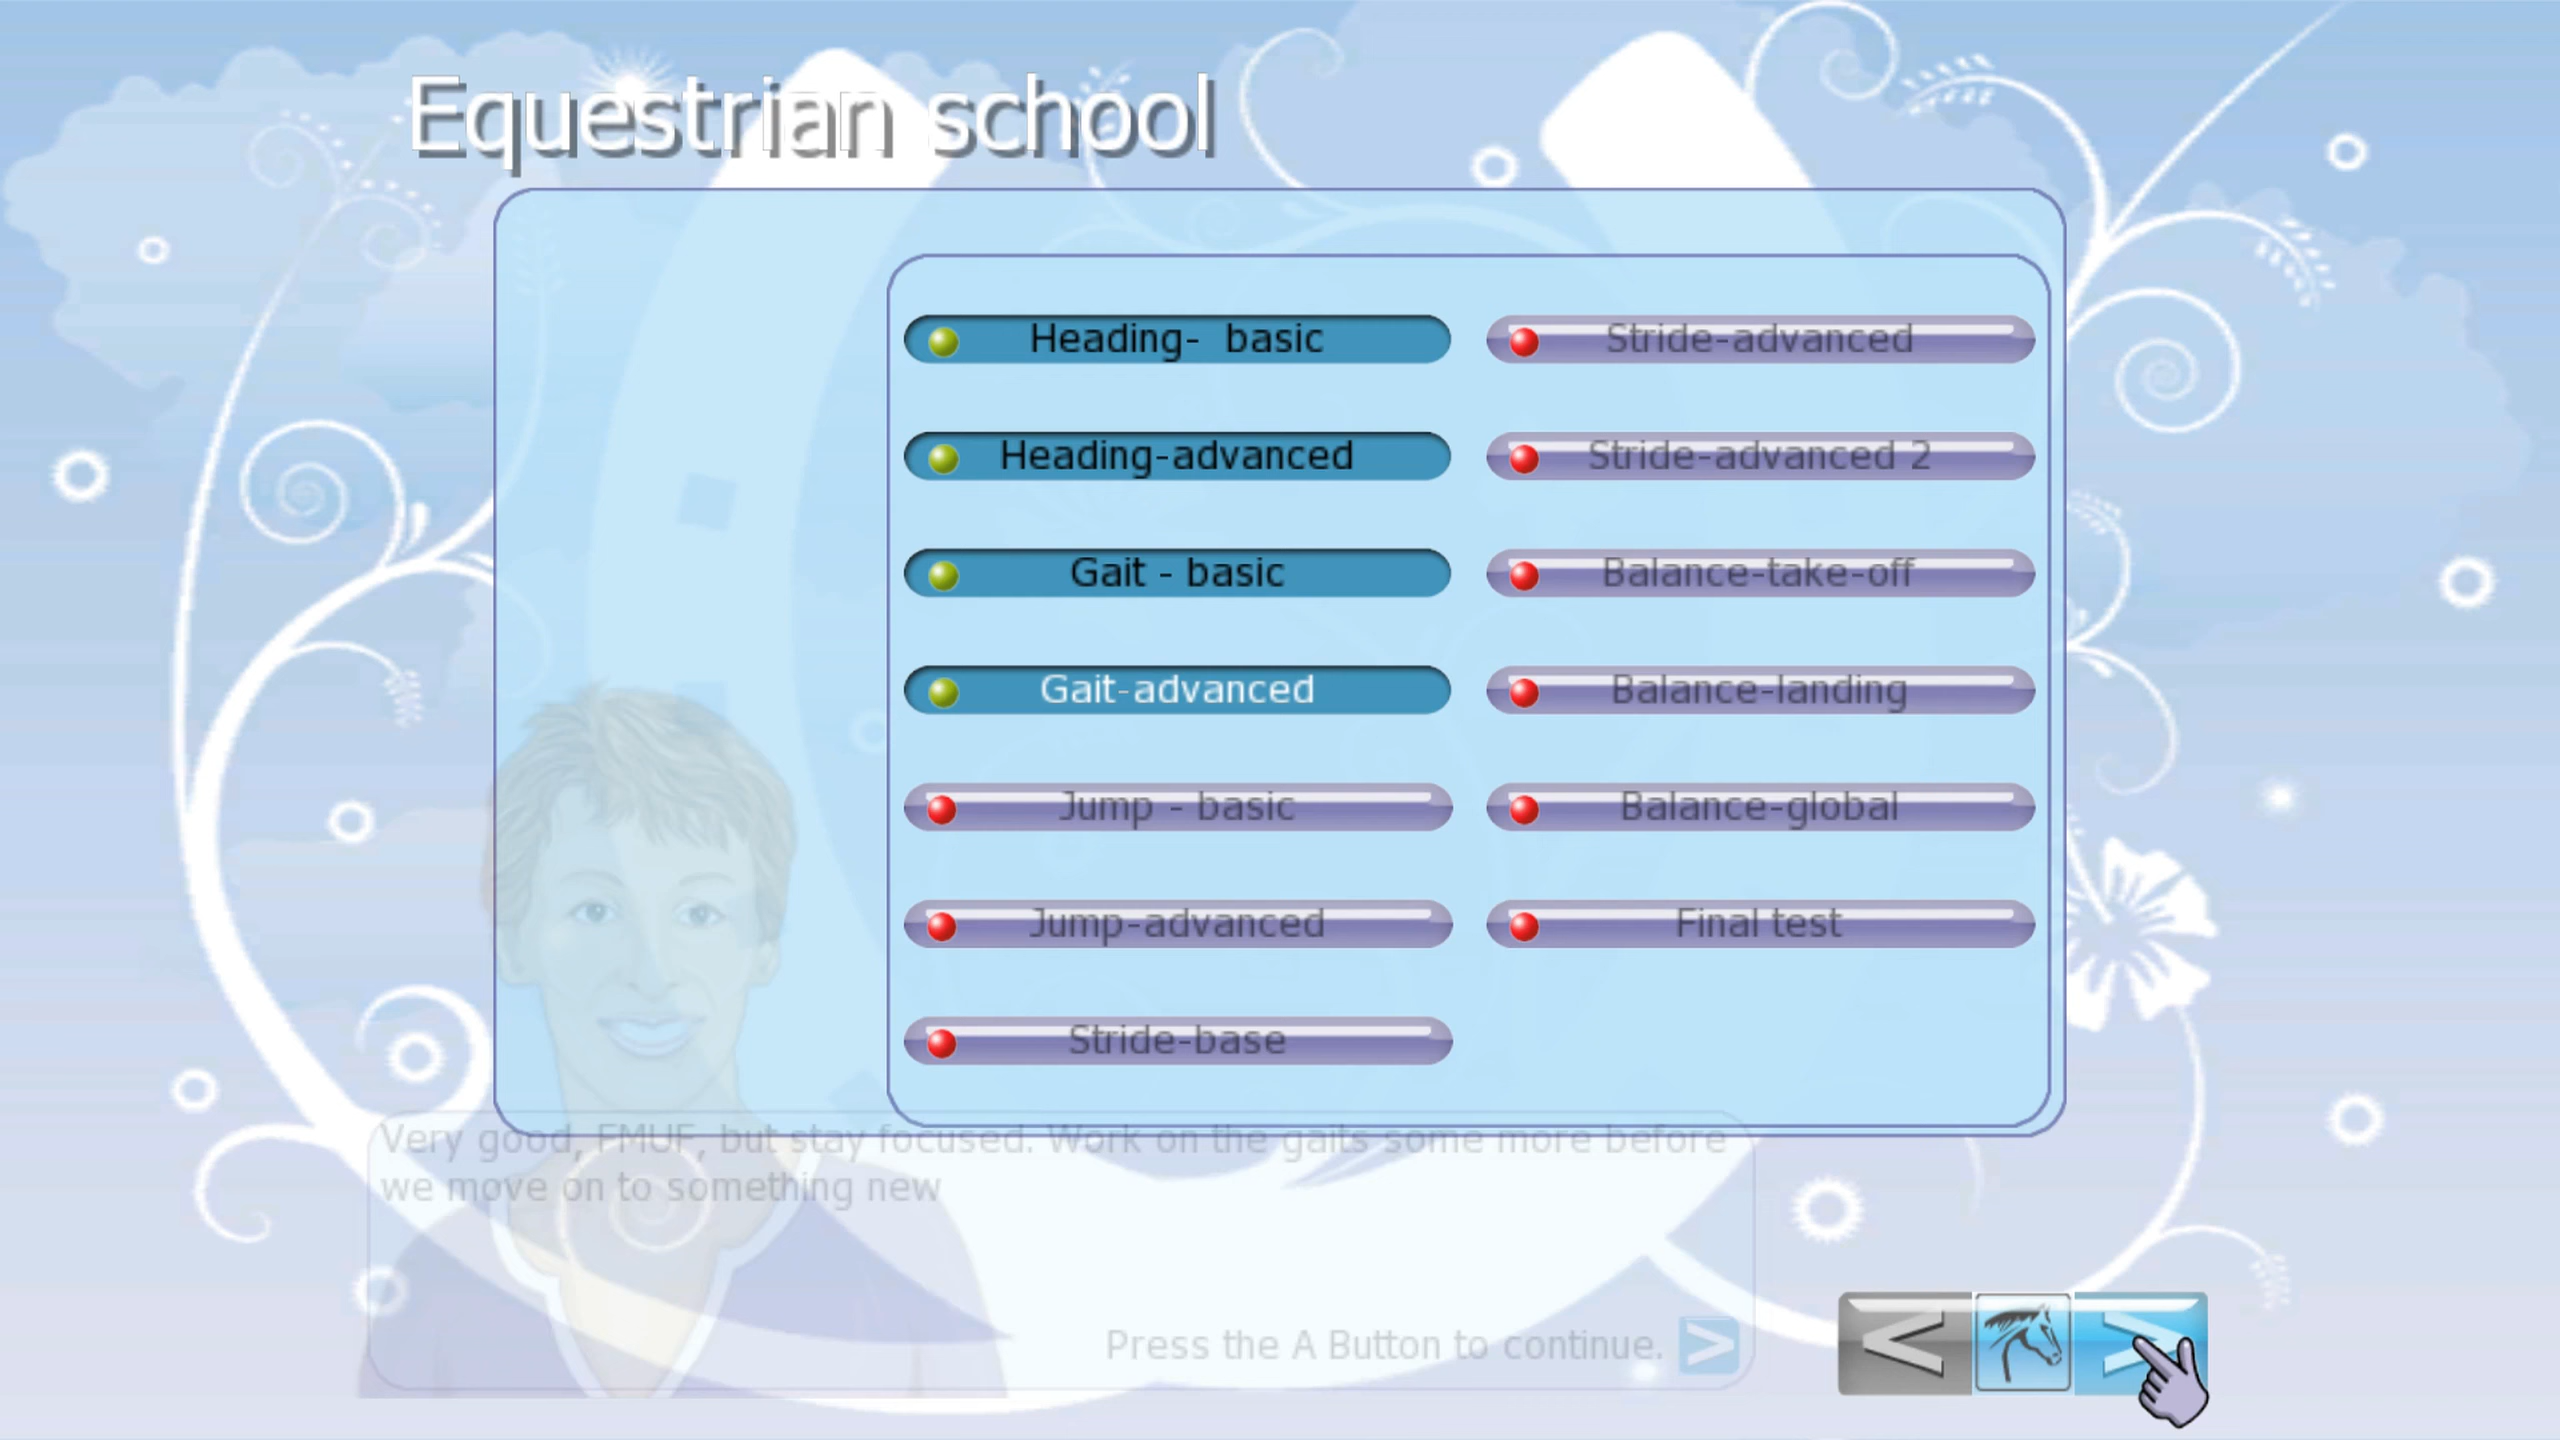 Equestrian school
Heading-  basic
Heading-advanced
Gait - basic
Gait-advanced
Jump - basic
Jump-advanced
Stride-base
Stride-advanced
Stride-advanced 2
Balance-take-off
Balance-landing
Balance-global
Final test
Very good, FMUF, but stay focused. Work on the gaits some more before
we move on to something new
Press the A Button to continue.